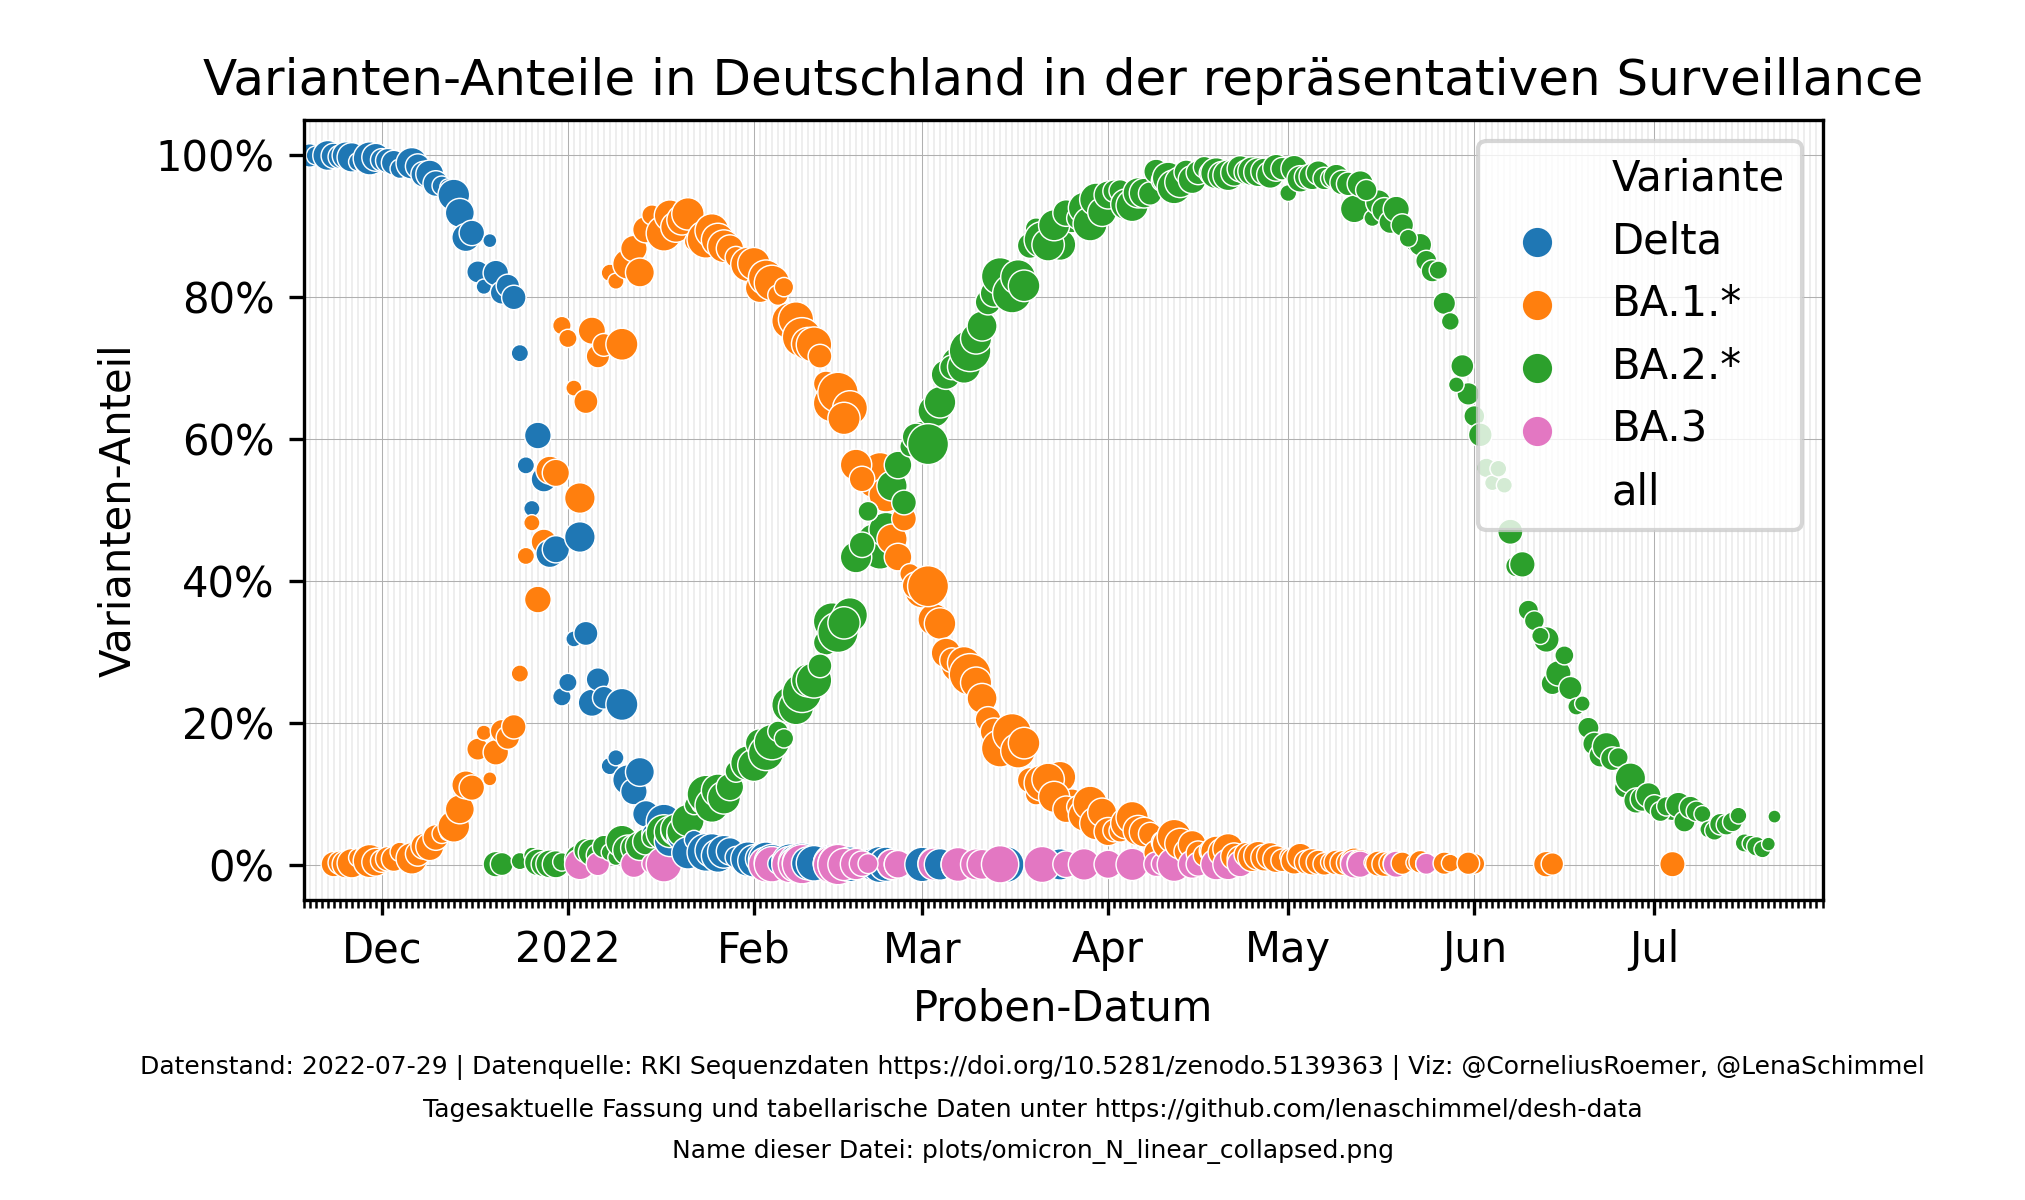 Varianten-Anteile in Deutschland in der repräsentativen Surveillance
100%
80%
60%
40%
20%
0%
Varianten-Anteil
Variante
Delta
BA.1.*
BA.2.*
BA.3
all
Dec 2022 Feb Mar Apr May Jun Jul
Proben-Datum
Datenstand: 2022-07-29 | Datenquelle: RKI Sequenzdaten https://doi.org/10.5281/zenodo.5139363 | Viz: @CorneliusRoemer, @LenaSchimmel
Tagesaktuelle Fassung und tabellarische Daten unter https://github.com/lenaschimmel/desh-data
Name dieser Datei: plots/omicron_N_linear_collapsed.png